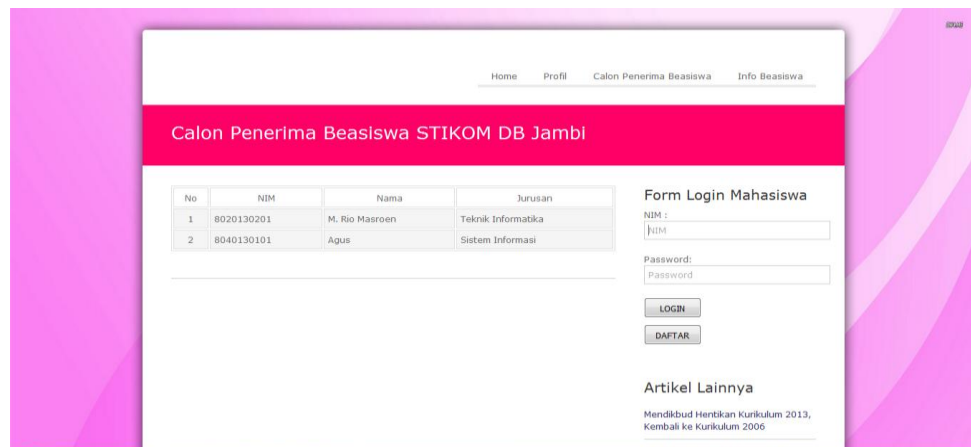 Home Profil Calon Penerima Beasiswa Info Beasiswa
Calon Penerima Beasiswa STIKOM DB Jambi
No NIM Nama Jurusan
1 8020130201 M. Rio Masroen Teknik Informatika
2 8040130101 Agus Sistem Informasi
Form Login Mahasiswa
NIM :
NIM
Password:
Password
LOGIN
DAFTAR
Artikel Lainnya
Mendikbud Hentikan Kurikulum 2013,
Kembali ke Kurikulum 2006